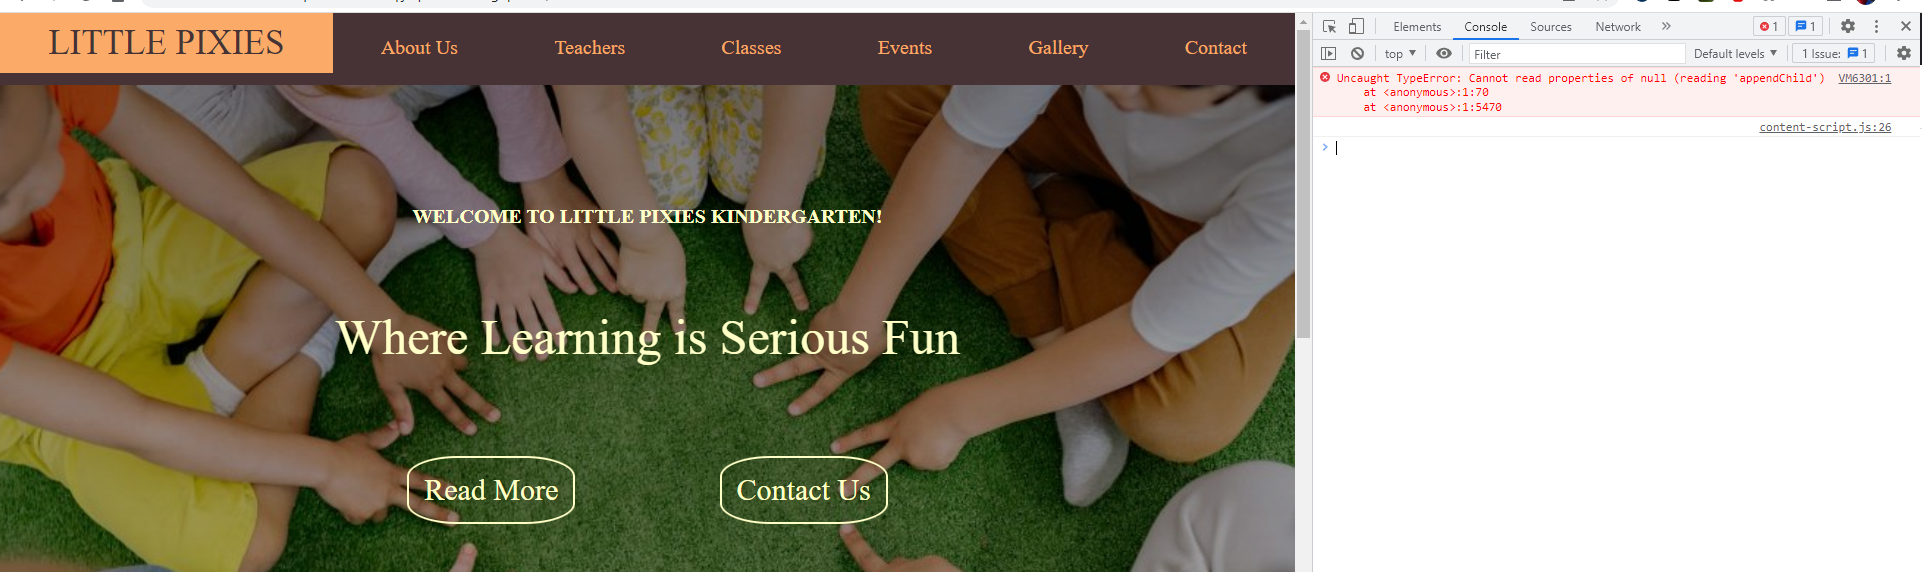 LITTLE PIXIES
About Us
Teachers
Classes
Events
Gallery
Contact
WELCOME TO LITTLE PIXIES KINDERGARTEN!
Where Learning is Serious Fun
Read More
Contact Us
Elements Console Sources Network » 1 1
top ▼ Filter Default levels ▼ 1 Issue: 1
Uncaught TypeError: Cannot read properties of null (reading 'appendChild') VM6301:1
at <anonymous>:1:70
at <anonymous>:1:5470
content-script.js:26
>